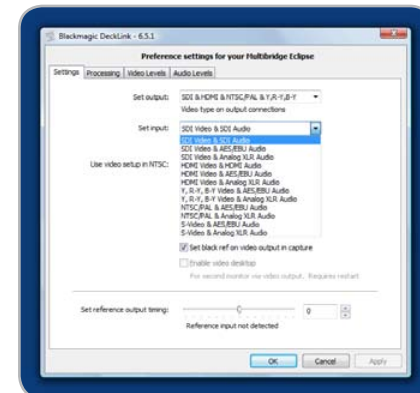 Blackmagic DeckLink - 6.5.1
Preference settings for your Multibridge Eclipse
Settings Processing Video Levels Audio Levels
Set output: SDI & HDMI & NTSC/PAL & Y,R-Y,B-Y
Video type on output connections
Set input: SDI Video & SDI Audio
SDI Video & SDI Audio
SDI Video & AES/EBU Audio
SDI Video & Analog XLR Audio
Use video setup in NTSC: HDMI Video & HDMI Audio
HDMI Video & AES/EBU Audio
HDMI Video & Analog XLR Audio
Y, R-Y, B-Y Video & AES/EBU Audio
Y, R-Y, B-Y Video & Analog XLR Audio
NTSC/PAL & AES/EBU Audio
NTSC/PAL & Analog XLR Audio
S-Video & AES/EBU Audio
S-Video & Analog XLR Audio
Set black ref on video output in capture
Enable video desktop
For second monitor via video output. Requires restart
Set reference output timing: 0
Reference input not detected
OK Cancel Apply